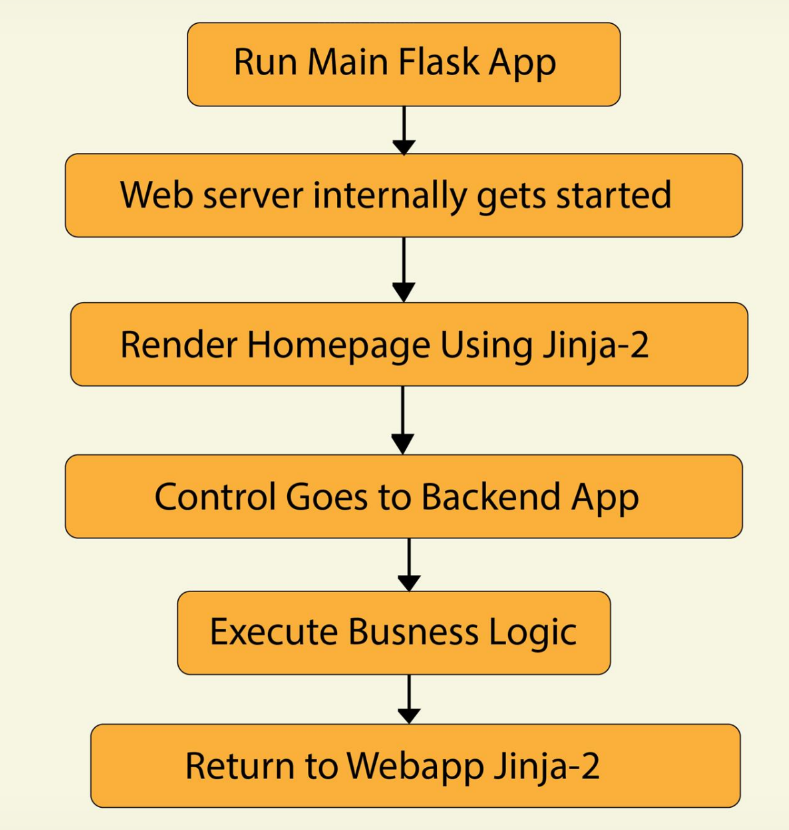 Run Main Flask App
Web server internally gets started
Render Homepage Using Jinja-2
Control Goes to Backend App
Execute Busness Logic
Return to Webapp Jinja-2